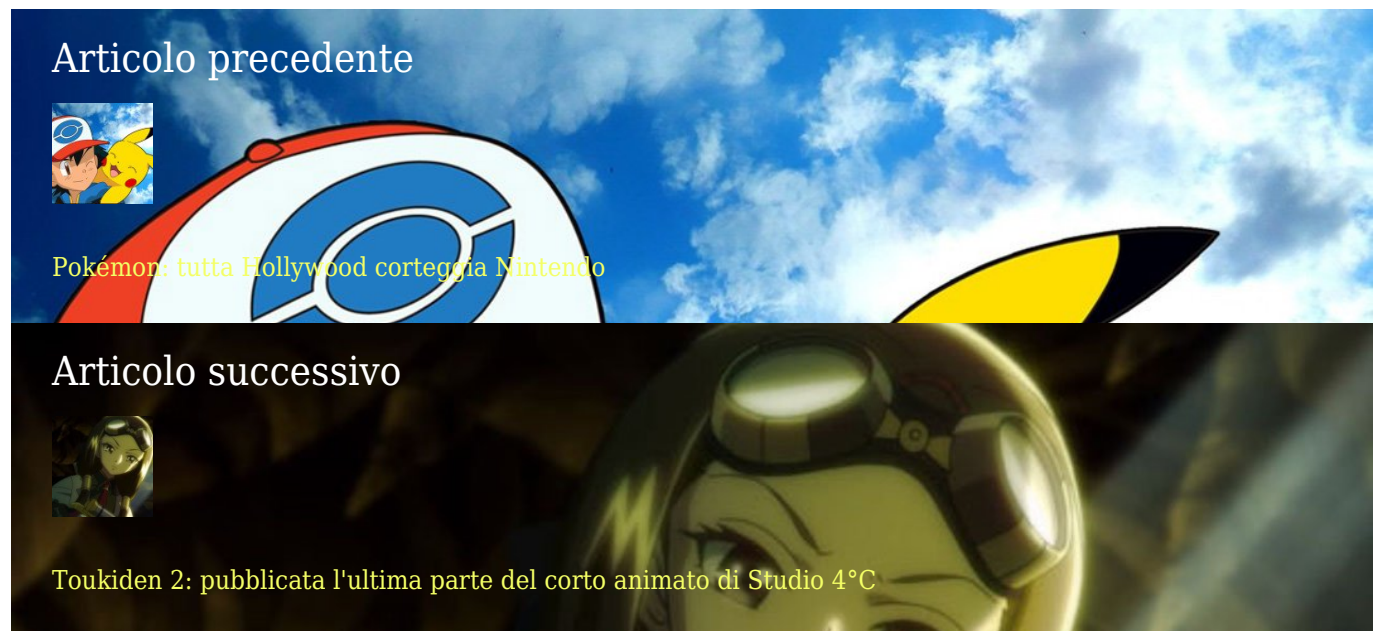 Articolo precedente
Pokémon: tutta Hollywood corteggia Nintendo
Articolo successivo
Toukiden 2: pubblicata l'ultima parte del corto animato di Studio 4°C